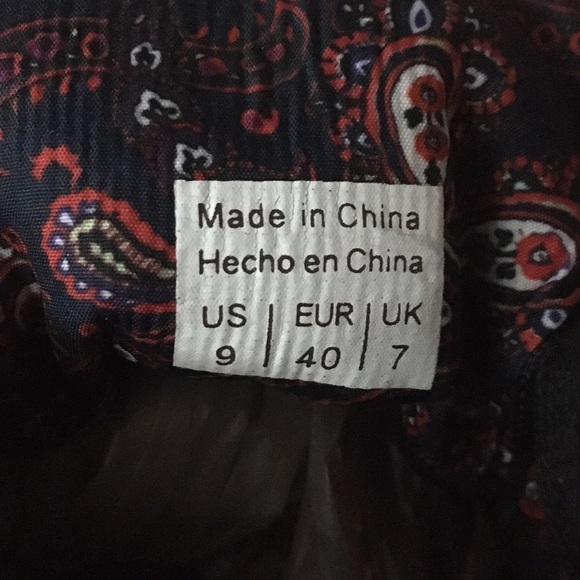 Made in China
Hecho en China
US | EUR | UK
9 | 40 | 7